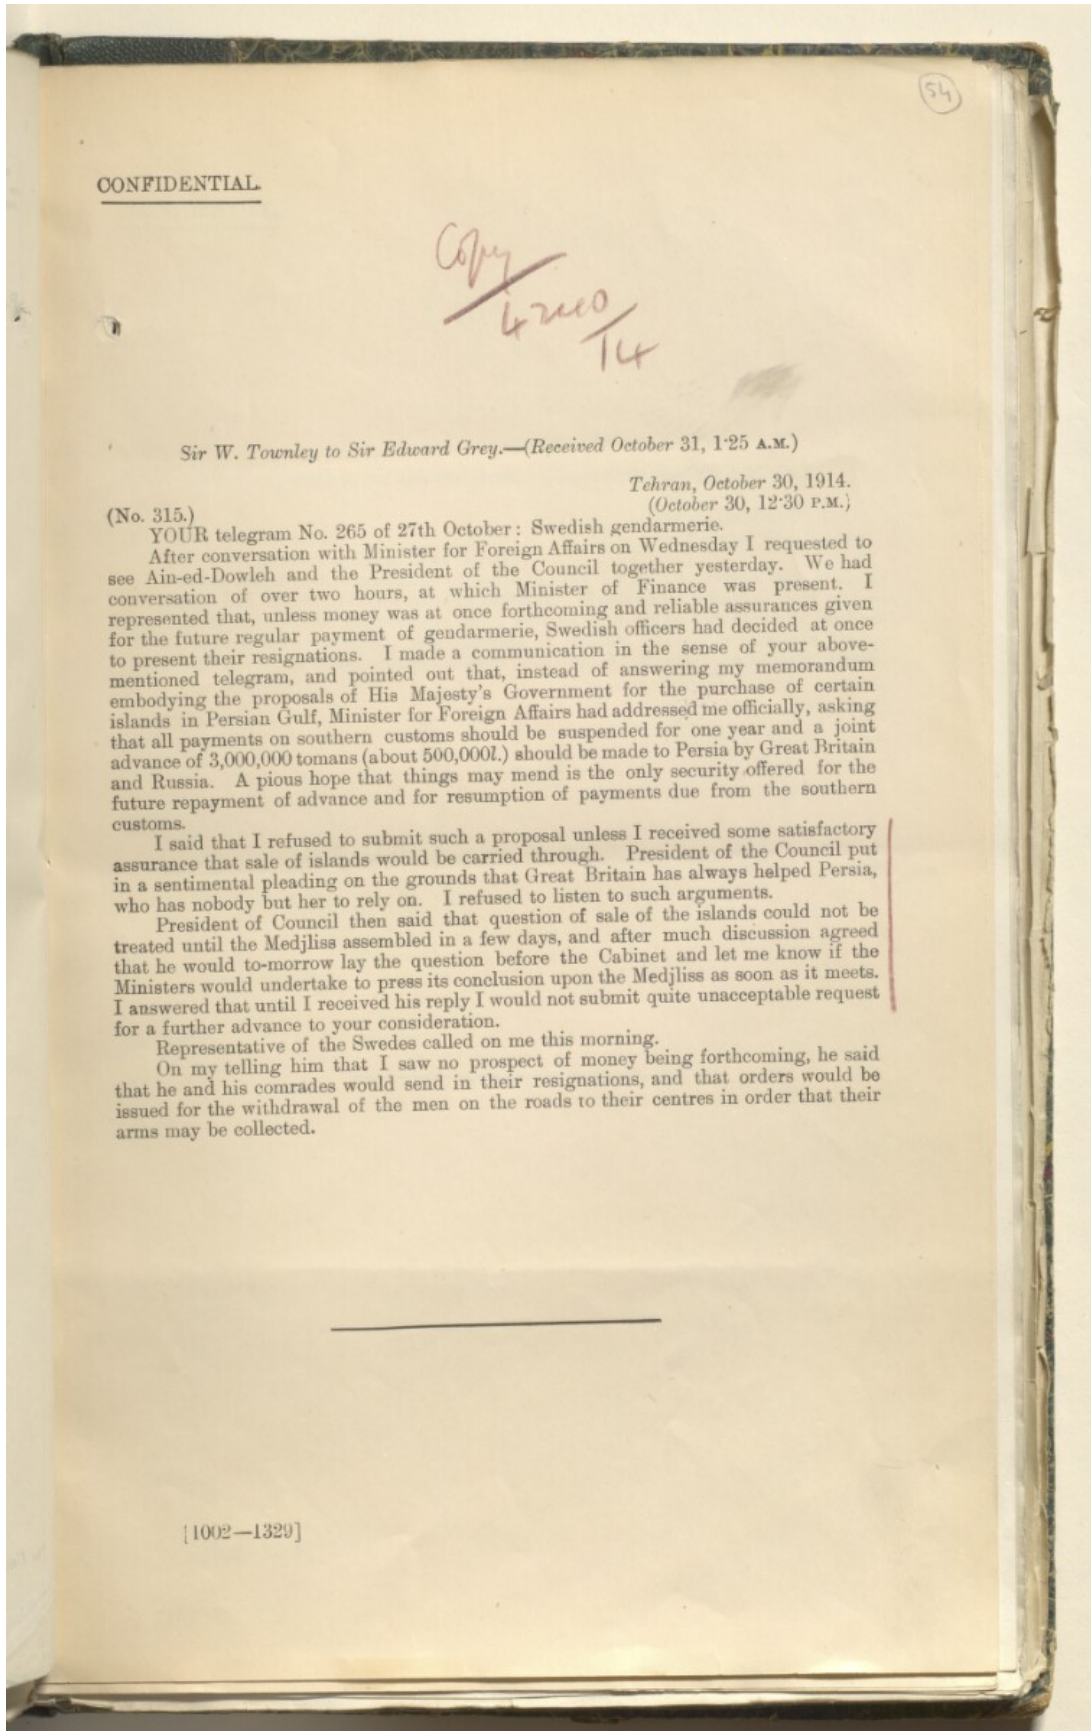 54
CONFIDENTIAL.
Copy
14
Sir W. Townley to Sir Edward Grey.—(Received October 31, 1·25 A.M.)
Tehran, October 30, 1914.
(No. 315.)
(October 30, 12·30 P.M.)
YOUR telegram No. 265 of 27th October: Swedish gendarmerie.
After conversation with Minister for Foreign Affairs on Wednesday I requested to
see Ain-ed-Dowleh and the President of the Council together yesterday. We had
conversation of over two hours, at which Minister of Finance was present. I
represented that, unless money was at once forthcoming and reliable assurances given
for the future regular payment of gendarmerie, Swedish officers had decided at once
to present their resignations. I made a communication in the sense of your above-
mentioned telegram, and pointed out that, instead of answering my memorandum
embodying the proposals of His Majesty's Government for the purchase of certain
islands in Persian Gulf, Minister for Foreign Affairs had addressed me officially, asking
that all payments on southern customs should be suspended for one year and a joint
advance of 3,000,000 tomans (about 500,000l.) should be made to Persia by Great Britain
and Russia. A pious hope that things may mend is the only security offered for the
future repayment of advance and for resumption of payments due from the southern
customs.
I said that I refused to submit such a proposal unless I received some satisfactory
assurance that sale of islands would be carried through. President of the Council put
in a sentimental pleading on the grounds that Great Britain has always helped Persia,
who has nobody but her to rely on. I refused to listen to such arguments.
President of Council then said that question of sale of the islands could not be
treated until the Medjliss assembled in a few days, and after much discussion agreed
that he would to-morrow lay the question before the Cabinet and let me know if the
Ministers would undertake to press its conclusion upon the Medjliss as soon as it meets.
I answered that until I received his reply I would not submit quite unacceptable request
for a further advance to your consideration.
Representative of the Swedes called on me this morning.
On my telling him that I saw no prospect of money being forthcoming, he said
that he and his comrades would send in their resignations, and that orders would be
issued for the withdrawal of the men on the roads to their centres in order that their
arms may be collected.
[1002—1329]